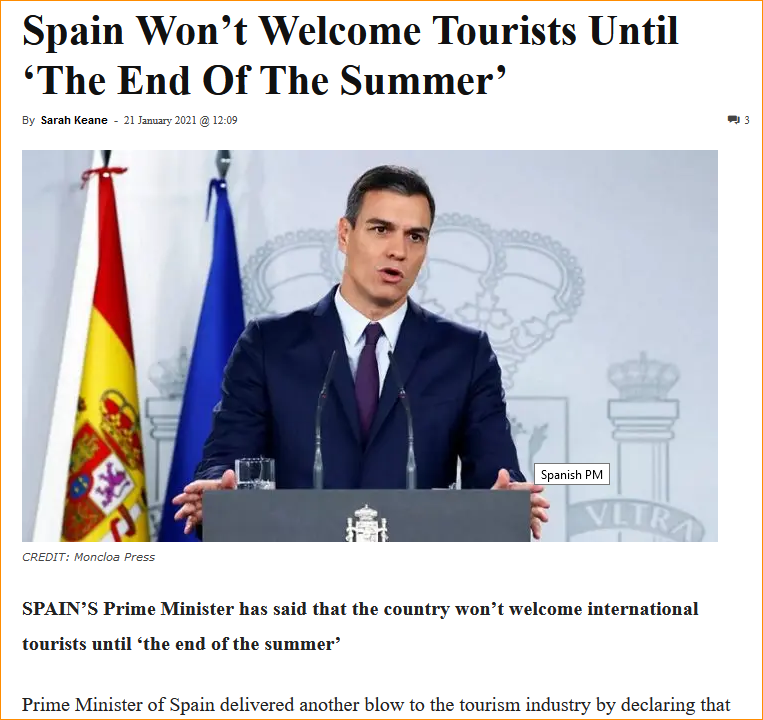 Spain Won’t Welcome Tourists Until
‘The End Of The Summer’
By Sarah Keane - 21 January 2021 @ 12:09
3
Spanish PM
VLTRA
CREDIT: Moncloa Press
SPAIN’S Prime Minister has said that the country won’t welcome international
tourists until ‘the end of the summer’
Prime Minister of Spain delivered another blow to the tourism industry by declaring that